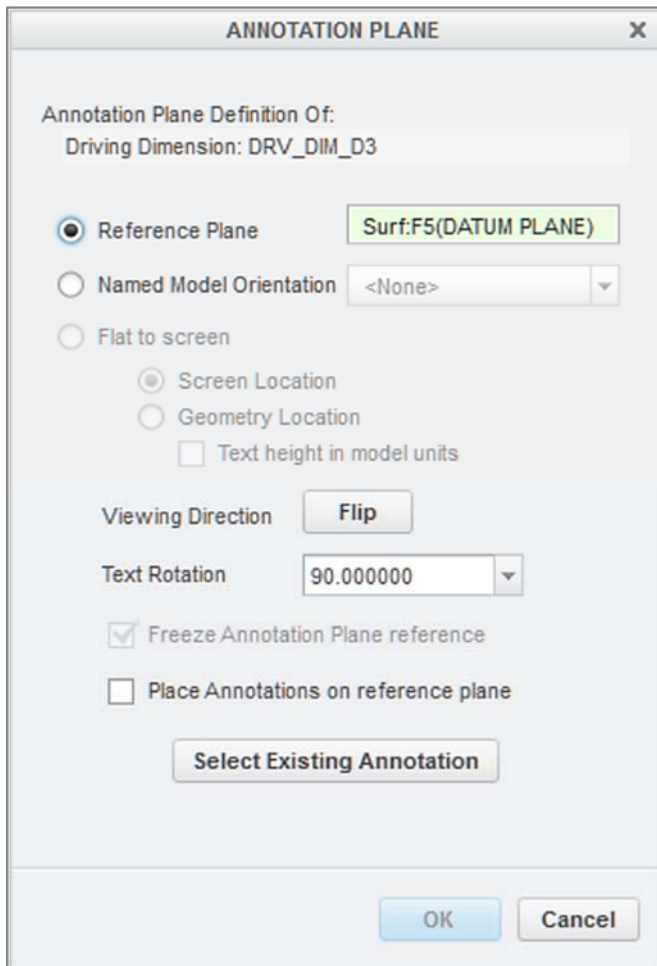 ANNOTATION PLANE
Annotation Plane Definition Of:
Driving Dimension: DRV_DIM_D3
Reference Plane Surf:F5(DATUM PLANE)
Named Model Orientation <None>
Flat to screen
Screen Location
Geometry Location
Text height in model units
Viewing Direction Flip
Text Rotation 90.000000
Freeze Annotation Plane reference
Place Annotations on reference plane
Select Existing Annotation
OK Cancel